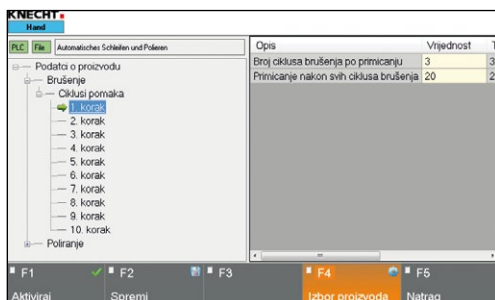 KNECHT
Hand
PLC File Automatisches Schleifen und Polieren
Podatci o proizvodu
Brušenje
Ciklusi pomaka
1. korak
2. korak
3. korak
4. korak
5. korak
6. korak
7. korak
8. korak
9. korak
10. korak
Poliranje
Opis Vrijednost T
Broj ciklusa brušenja po primicanju 3 3
Primicanje nakon svih ciklusa brušenja 20 2
F1 F2 F3 F4 F5
Aktiviraj Spremi Izbor proizvoda Natrag